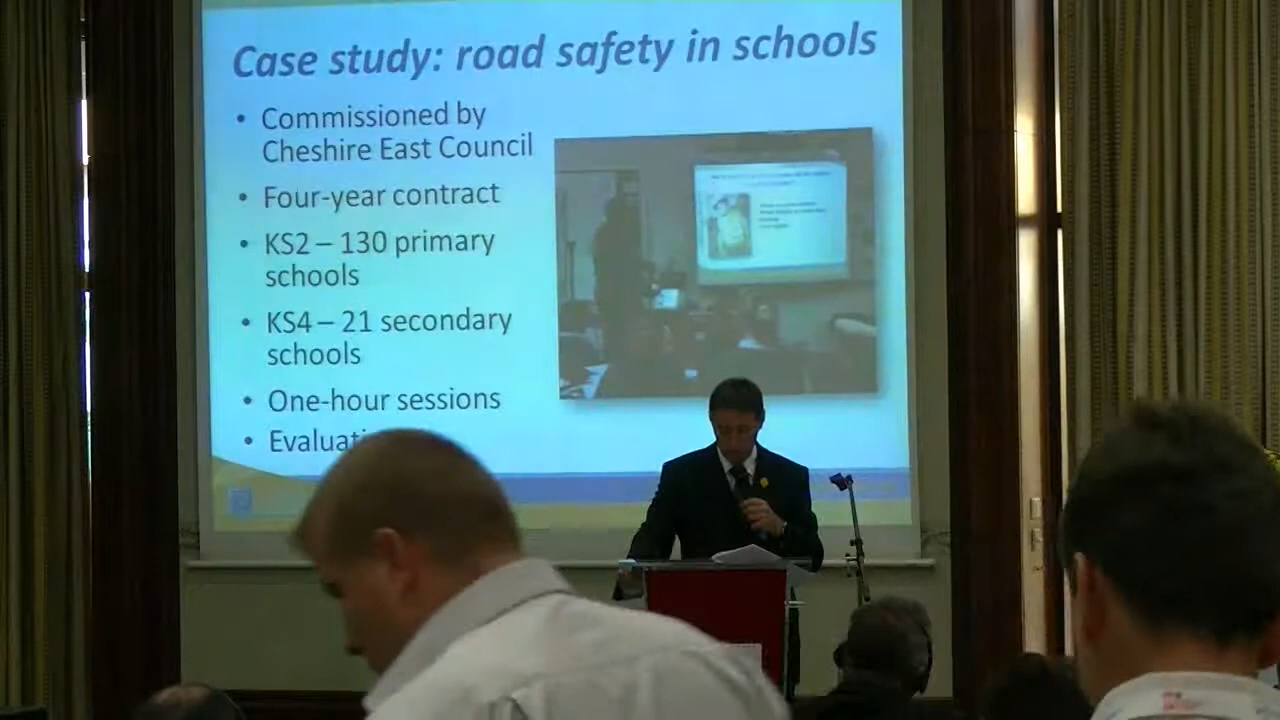 Case study: road safety in schools
• Commissioned by
Cheshire East Council
• Four-year contract
• KS2 – 130 primary
schools
• KS4 – 21 secondary
schools
• One-hour sessions
• Evaluati